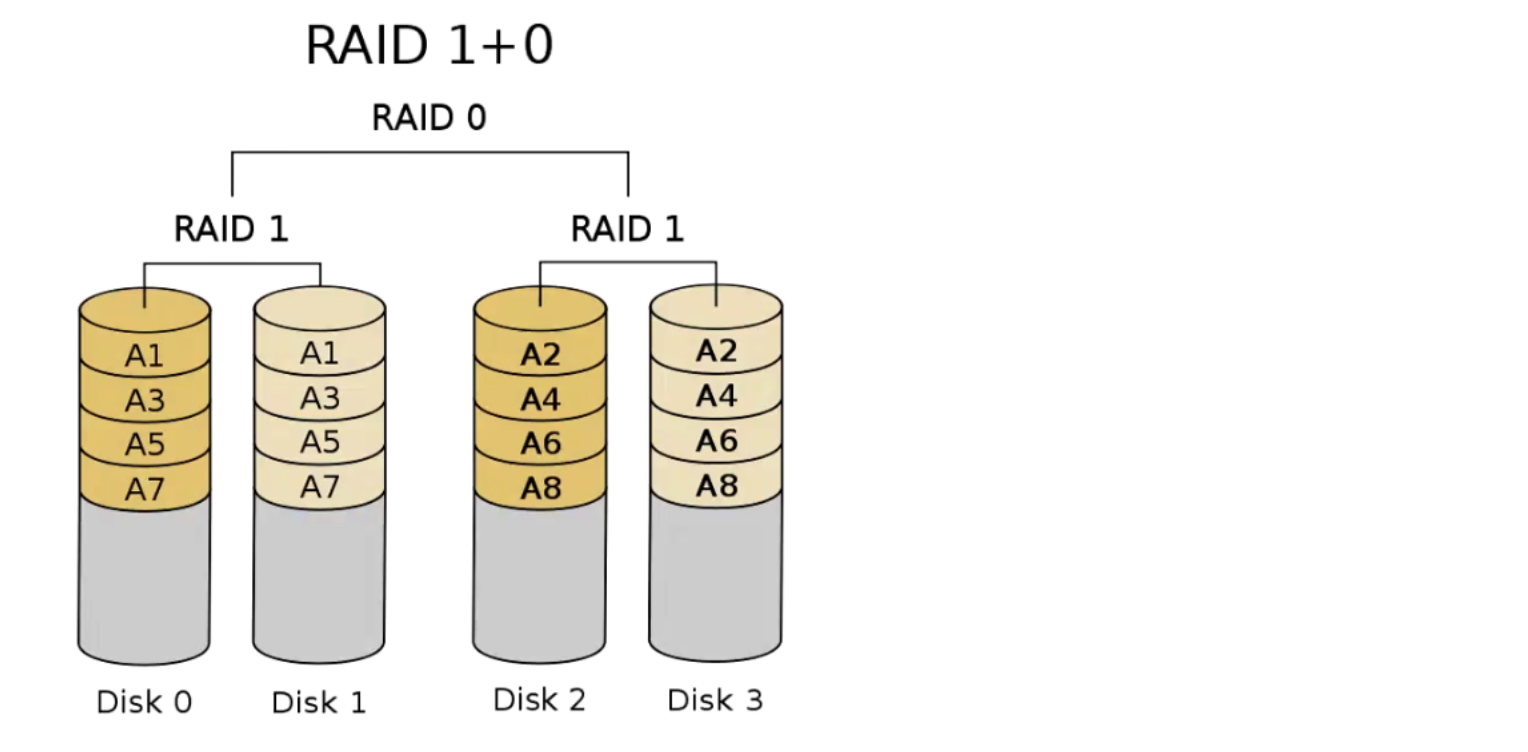 RAID 1+0
RAID 0
RAID 1 RAID 1
A1 A1 A2 A2
A3 A3 A4 A4
A5 A5 A6 A6
A7 A7 A8 A8
Disk 0 Disk 1 Disk 2 Disk 3